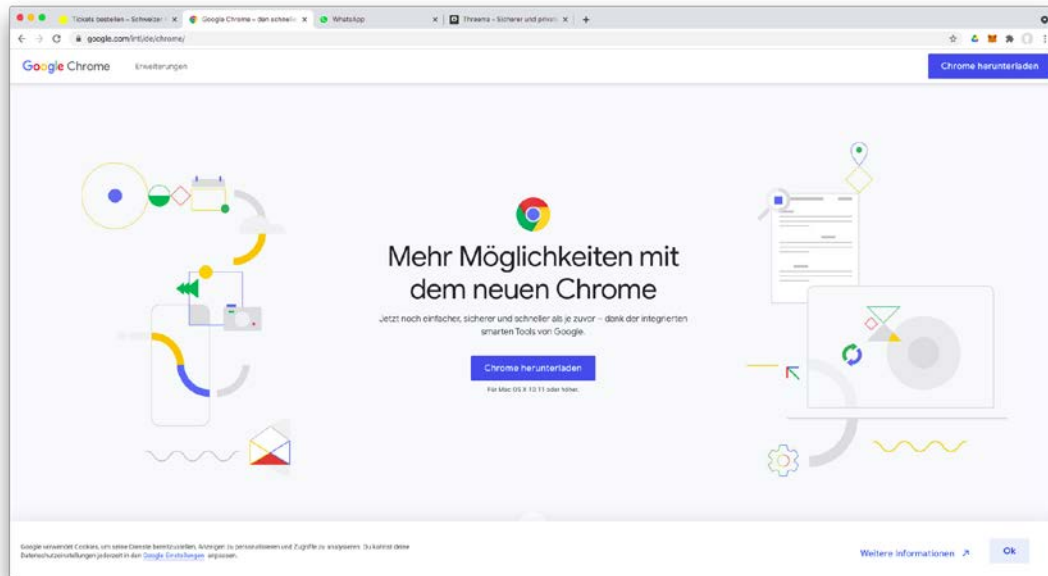 Tickets bestellen – Schweizer
Google Chrome – den schnelle
WhatsApp
Threema – Sicherer und privat
google.com/intl/de/chrome/
Google Chrome
Erweiterungen
Chrome herunterladen
Mehr Möglichkeiten mit
dem neuen Chrome
Jetzt noch einfacher, sicherer und schneller als je zuvor – dank der integrierten
smarten Tools von Google.
Chrome herunterladen
Für Mac OS X 10.11 oder höher.
Google verwendet Cookies, um seine Dienste bereitzustellen, Anzeigen zu personalisieren und Zugriffe zu analysieren. Du kannst deine
Datenschutzeinstellungen jederzeit in den Google Einstellungen anpassen.
Weitere Informationen
Ok